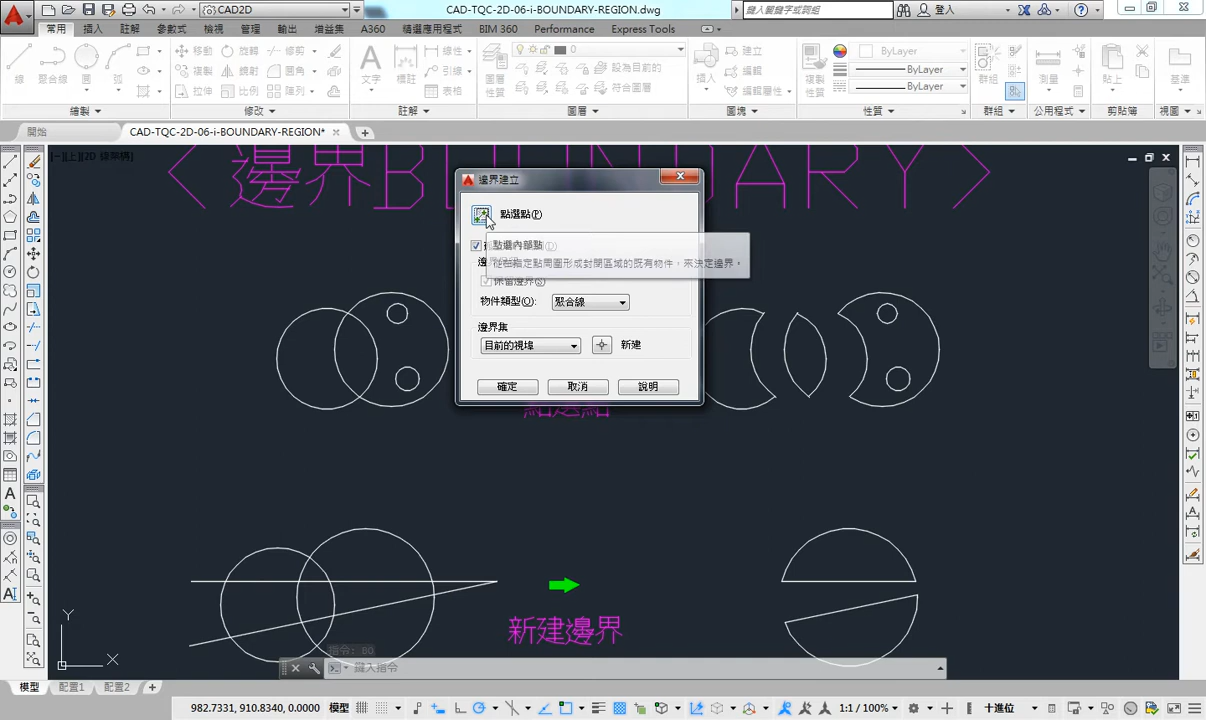 CAD2D
CAD-TQC-2D-06-i-BOUNDARY-REGION.dwg
鍵入關鍵字或片語
登入
常用 插入 註解 參數式 檢視 管理 輸出 增益集 A360 精選應用程式 BIM 360 Performance Express Tools
線 聚合線 圓 弧
移動 旋轉 修剪
複製 鏡射 圓角
拉伸 比例 陣列
文字 標註
線性
引線
表格
圖層性質
0
設為目前的
符合圖層
插入
建立
編輯
編輯屬性
複製性質
ByLayer
ByLayer
ByLayer
群組 測量 貼上 基準
繪製 修改 註解 圖層 圖塊 性質 群組 公用程式 剪貼簿 視圖
開始 CAD-TQC-2D-06-i-BOUNDARY-REGION*
[−][上][2D 線架構]
<邊界BOUNDARY>
邊界建立
點選點(P)
點選內部點
從在指定點周圍形成封閉區域的既有物件,來決定邊界。
保留邊界(S)
物件類型(O): 聚合線
邊界集
目前的視埠 新建
確定 取消 說明
點選點
新建邊界
Y
X
指令: BO
鍵入指令
模型 配置1 配置2
982.7331, 910.8340, 0.0000 模型 1:1 / 100% 十進位